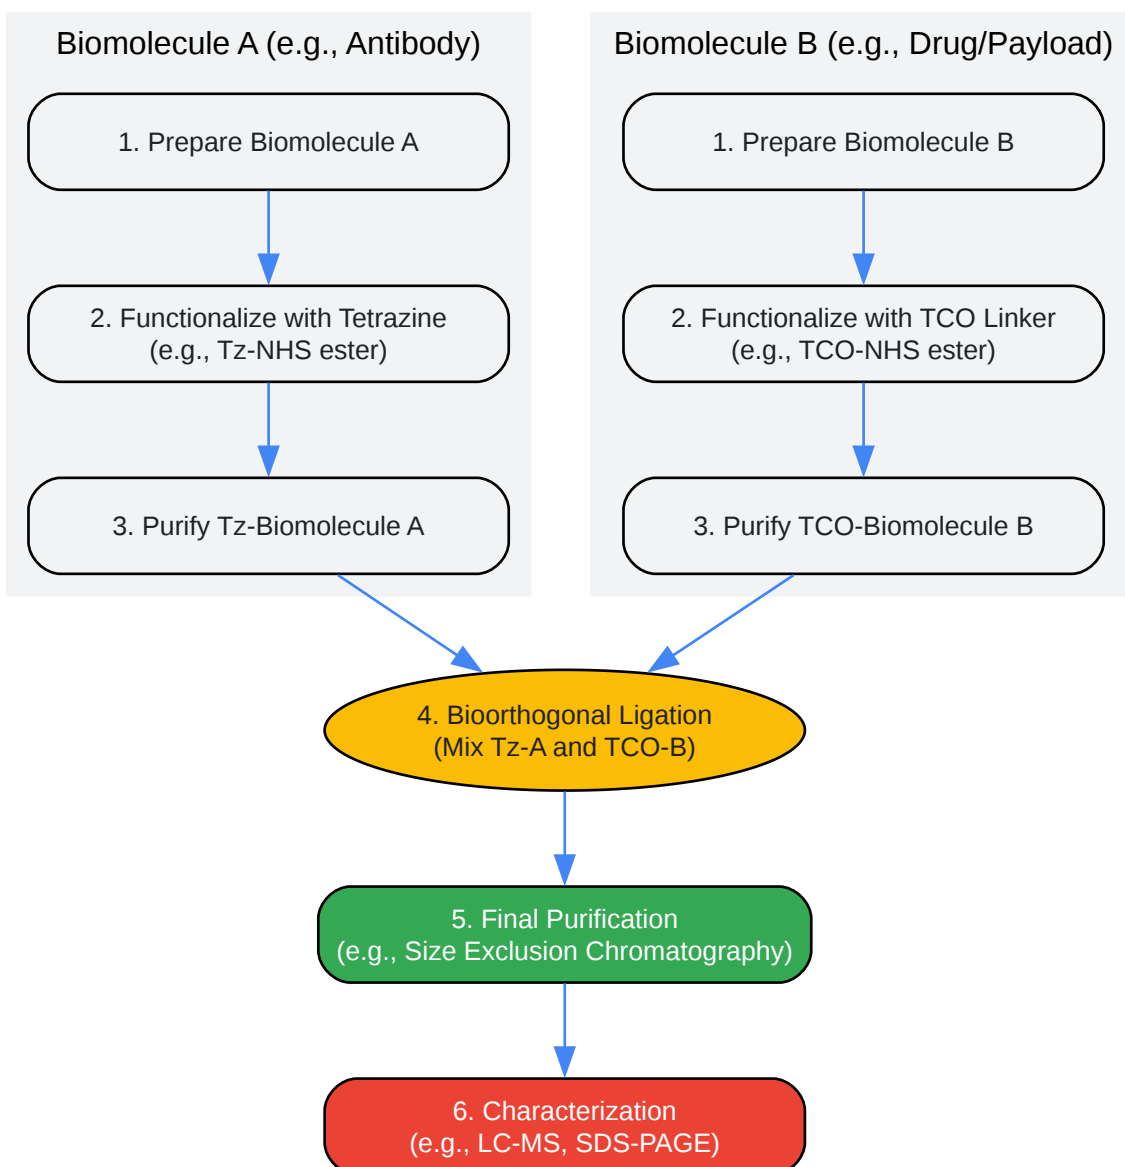 Biomolecule A (e.g., Antibody)
1. Prepare Biomolecule A
2. Functionalize with Tetrazine
(e.g., Tz-NHS ester)
3. Purify Tz-Biomolecule A
Biomolecule B (e.g., Drug/Payload)
1. Prepare Biomolecule B
2. Functionalize with TCO Linker
(e.g., TCO-NHS ester)
3. Purify TCO-Biomolecule B
4. Bioorthogonal Ligation
(Mix Tz-A and TCO-B)
5. Final Purification
(e.g., Size Exclusion Chromatography)
6. Characterization
(e.g., LC-MS, SDS-PAGE)